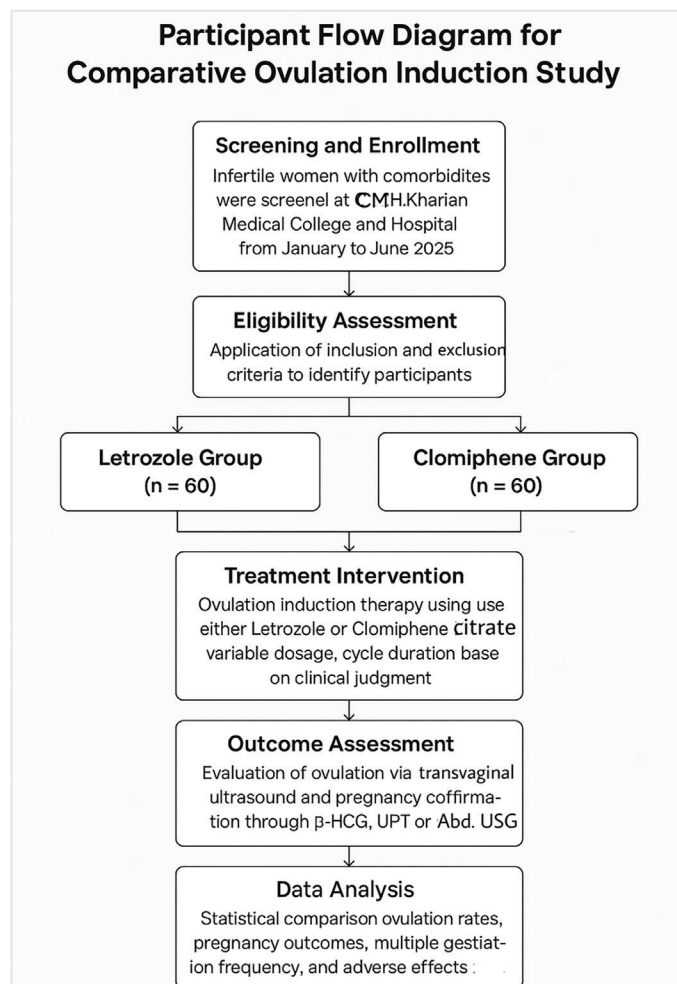 Participant Flow Diagram for
Comparative Ovulation Induction Study
Screening and Enrollment
Infertile women with comorbidites
were screenel at CMH.Kharian
Medical College and Hospital
from January to June 2025
Eligibility Assessment
Application of inclusion and exclusion
criteria to identify participants
Letrozole Group
(n = 60)
Clomiphene Group
(n = 60)
Treatment Intervention
Ovulation induction therapy using use
either Letrozole or Clomiphene citrate
variable dosage, cycle duration base
on clinical judgment
Outcome Assessment
Evaluation of ovulation via transvaginal
ultrasound and pregnancy coffirma-
tion through β-HCG, UPT or Abd. USG
Data Analysis
Statistical comparison ovulation rates,
pregnancy outcomes, multiple gestiat-
ion frequency, and adverse effects :